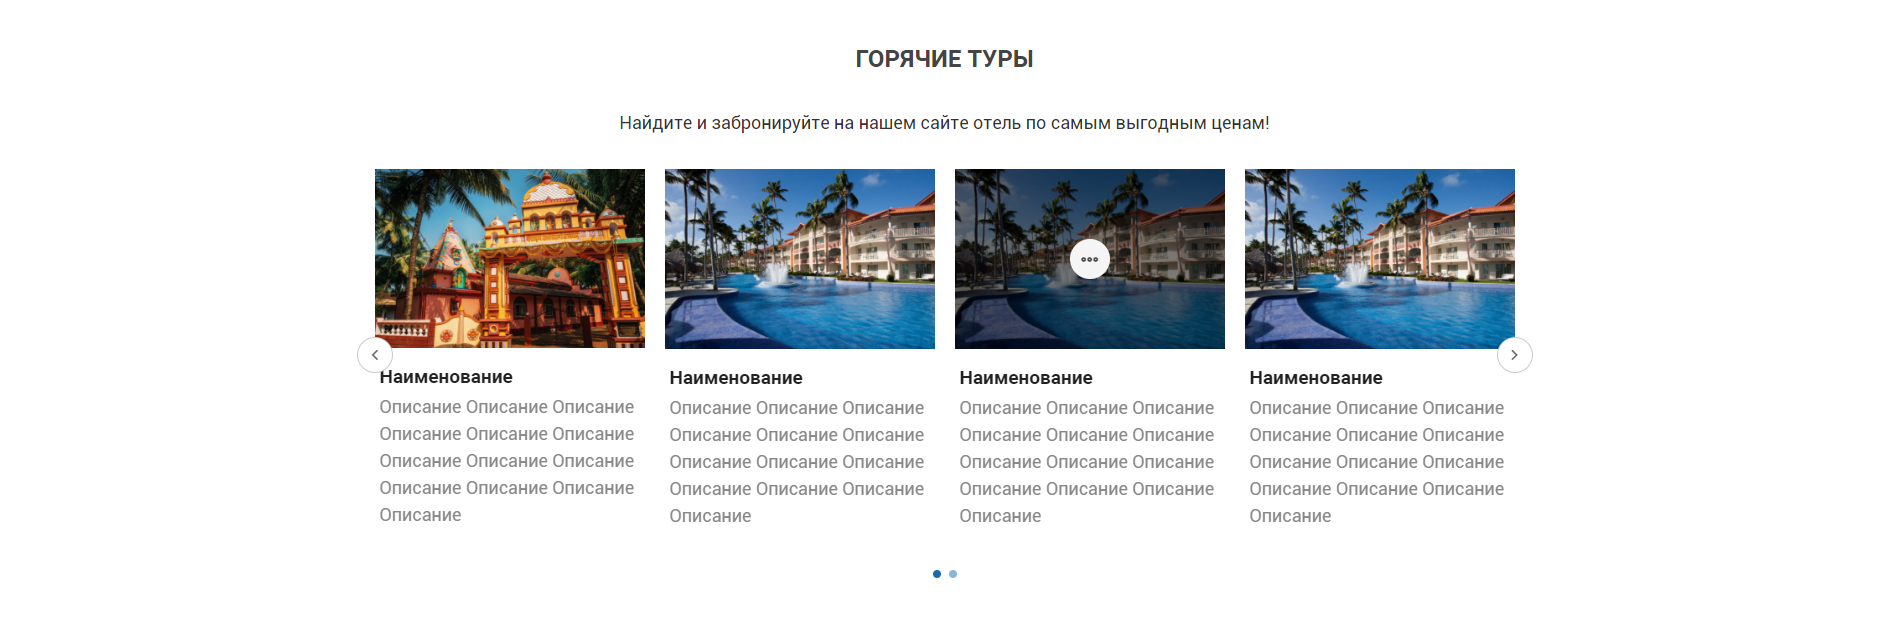 ГОРЯЧИЕ ТУРЫ
Найдите и забронируйте на нашем сайте отель по самым выгодным ценам!
Наименование
Описание Описание Описание
Описание Описание Описание
Описание Описание Описание
Описание Описание Описание
Описание
Наименование
Описание Описание Описание
Описание Описание Описание
Описание Описание Описание
Описание Описание Описание
Описание
Наименование
Описание Описание Описание
Описание Описание Описание
Описание Описание Описание
Описание Описание Описание
Описание
Наименование
Описание Описание Описание
Описание Описание Описание
Описание Описание Описание
Описание Описание Описание
Описание